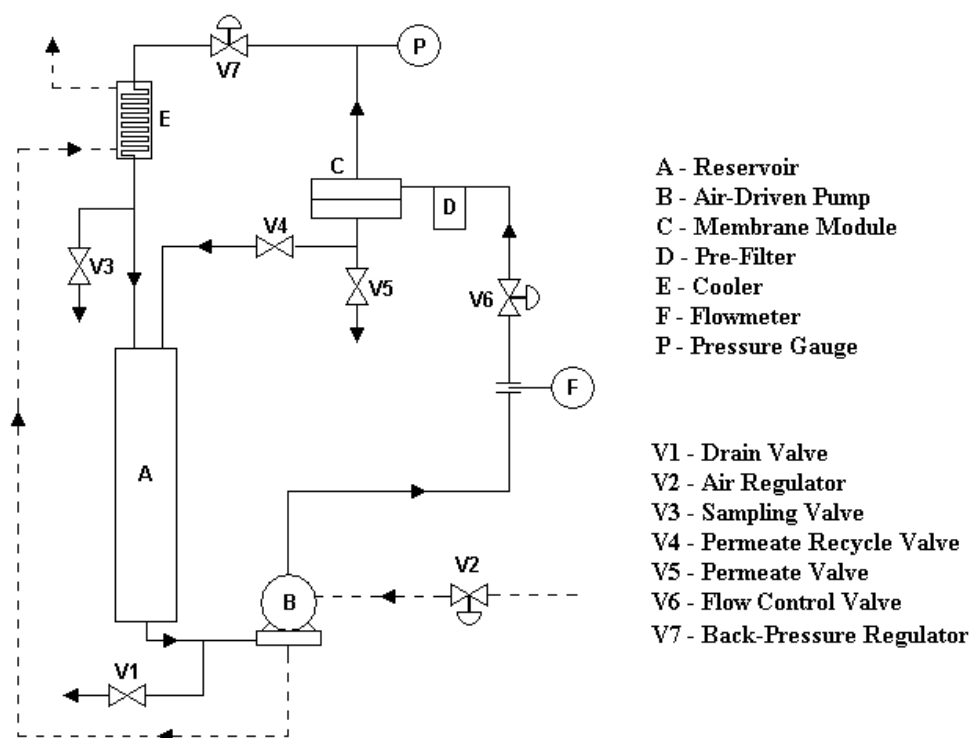 P
V7
E
C
D
V4
V3
V5
V6
F
A
V2
B
V1
A - Reservoir
B - Air-Driven Pump
C - Membrane Module
D - Pre-Filter
E - Cooler
F - Flowmeter
P - Pressure Gauge
V1 - Drain Valve
V2 - Air Regulator
V3 - Sampling Valve
V4 - Permeate Recycle Valve
V5 - Permeate Valve
V6 - Flow Control Valve
V7 - Back-Pressure Regulator